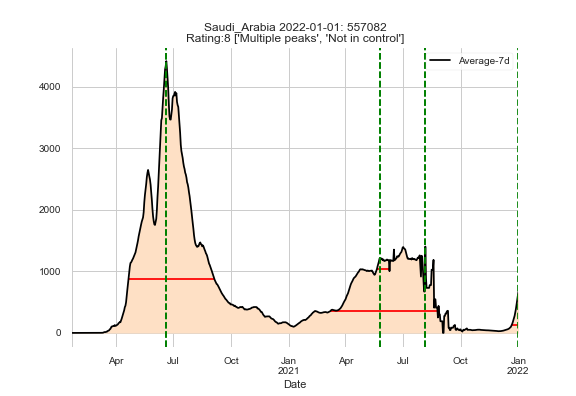 Saudi_Arabia 2022-01-01: 557082
Rating:8 ['Multiple peaks', 'Not in control']
Average-7d
4000
3000
2000
1000
0
Apr Jul Oct Jan Apr Jul Oct Jan
2021 2022
Date